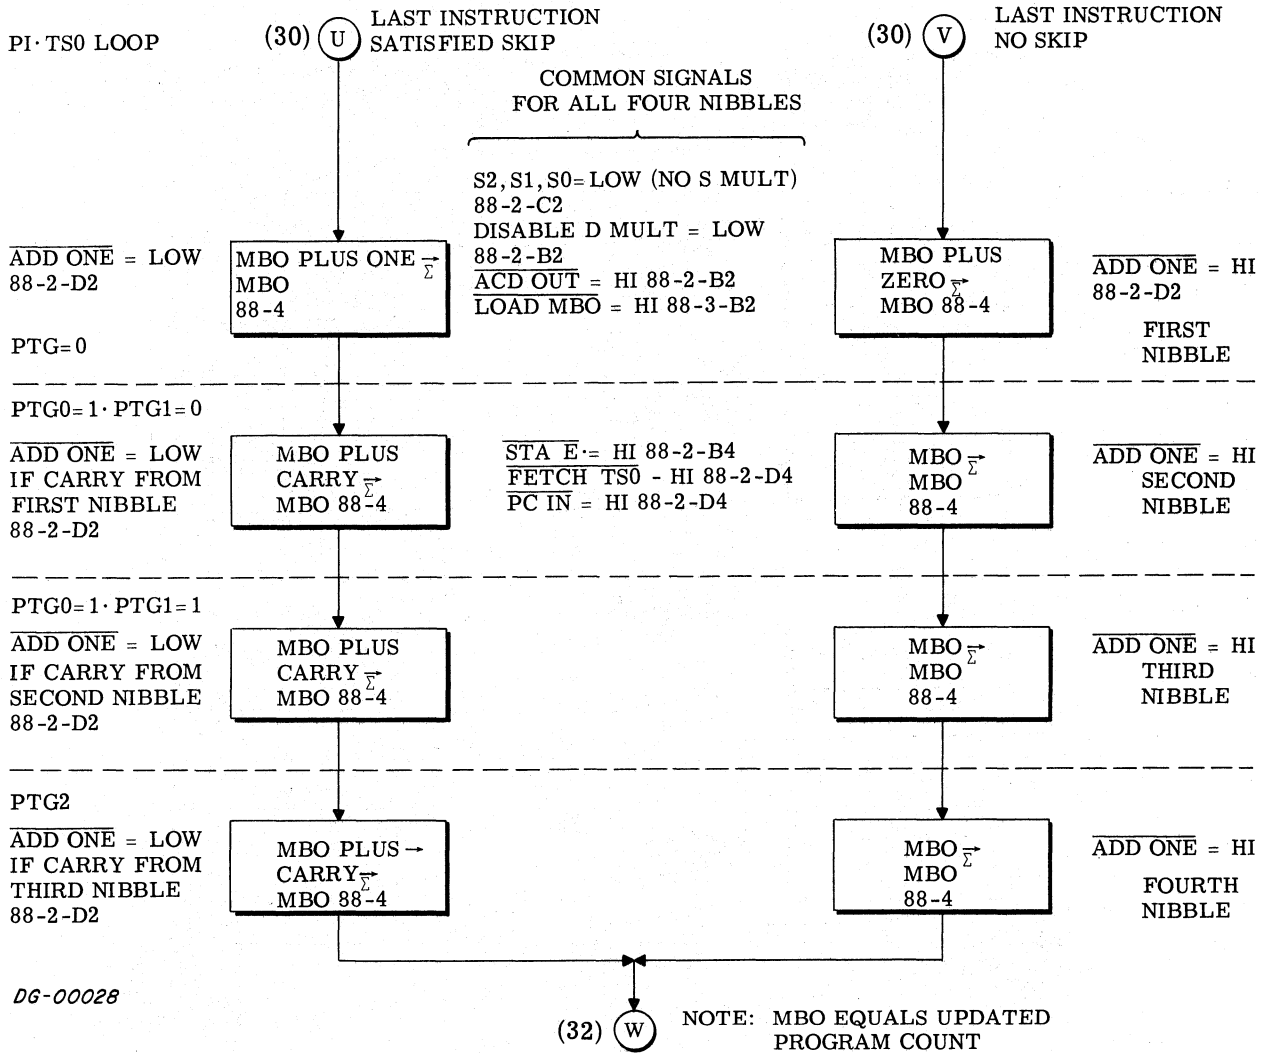 PI·TS0 LOOP
(30) U
LAST INSTRUCTION
SATISFIED SKIP
(30) V
LAST INSTRUCTION
NO SKIP
COMMON SIGNALS
FOR ALL FOUR NIBBLES
S2, S1, S0= LOW (NO S MULT)
88-2-C2
DISABLE D MULT = LOW
88-2-B2
ACD OUT = HI 88-2-B2
LOAD MBO = HI 88-3-B2
ADD ONE = LOW
88-2-D2
PTG=0
MBO PLUS ONE →Σ
MBO
88-4
MBO PLUS
ZERO →Σ
MBO 88-4
ADD ONE = HI
88-2-D2
FIRST
NIBBLE
PTG0=1·PTG1=0
ADD ONE = LOW
IF CARRY FROM
FIRST NIBBLE
88-2-D2
MBO PLUS
CARRY →Σ
MBO 88-4
STA E·= HI 88-2-B4
FETCH TS0 - HI 88-2-D4
PC IN = HI 88-2-D4
MBO →Σ
MBO
88-4
ADD ONE = HI
SECOND
NIBBLE
PTG0=1·PTG1=1
ADD ONE = LOW
IF CARRY FROM
SECOND NIBBLE
88-2-D2
MBO PLUS
CARRY →Σ
MBO 88-4
MBO →Σ
MBO
88-4
ADD ONE = HI
THIRD
NIBBLE
PTG2
ADD ONE = LOW
IF CARRY FROM
THIRD NIBBLE
88-2-D2
MBO PLUS →
CARRY →Σ
MBO 88-4
MBO →Σ
MBO
88-4
ADD ONE = HI
FOURTH
NIBBLE
DG-00028
(32) W
NOTE: MBO EQUALS UPDATED
PROGRAM COUNT